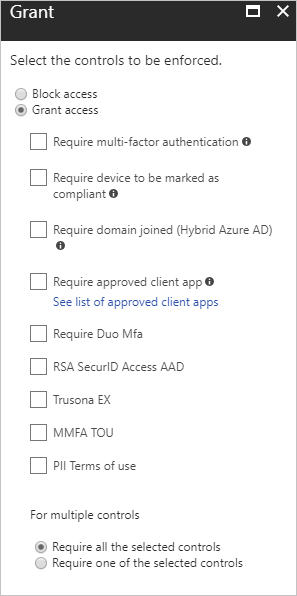 Grant
Select the controls to be enforced.
Block access
Grant access
Require multi-factor authentication
Require device to be marked as
compliant
Require domain joined (Hybrid Azure AD)
Require approved client app
See list of approved client apps
Require Duo Mfa
RSA SecurID Access AAD
Trusona EX
MMFA TOU
PII Terms of use
For multiple controls
Require all the selected controls
Require one of the selected controls